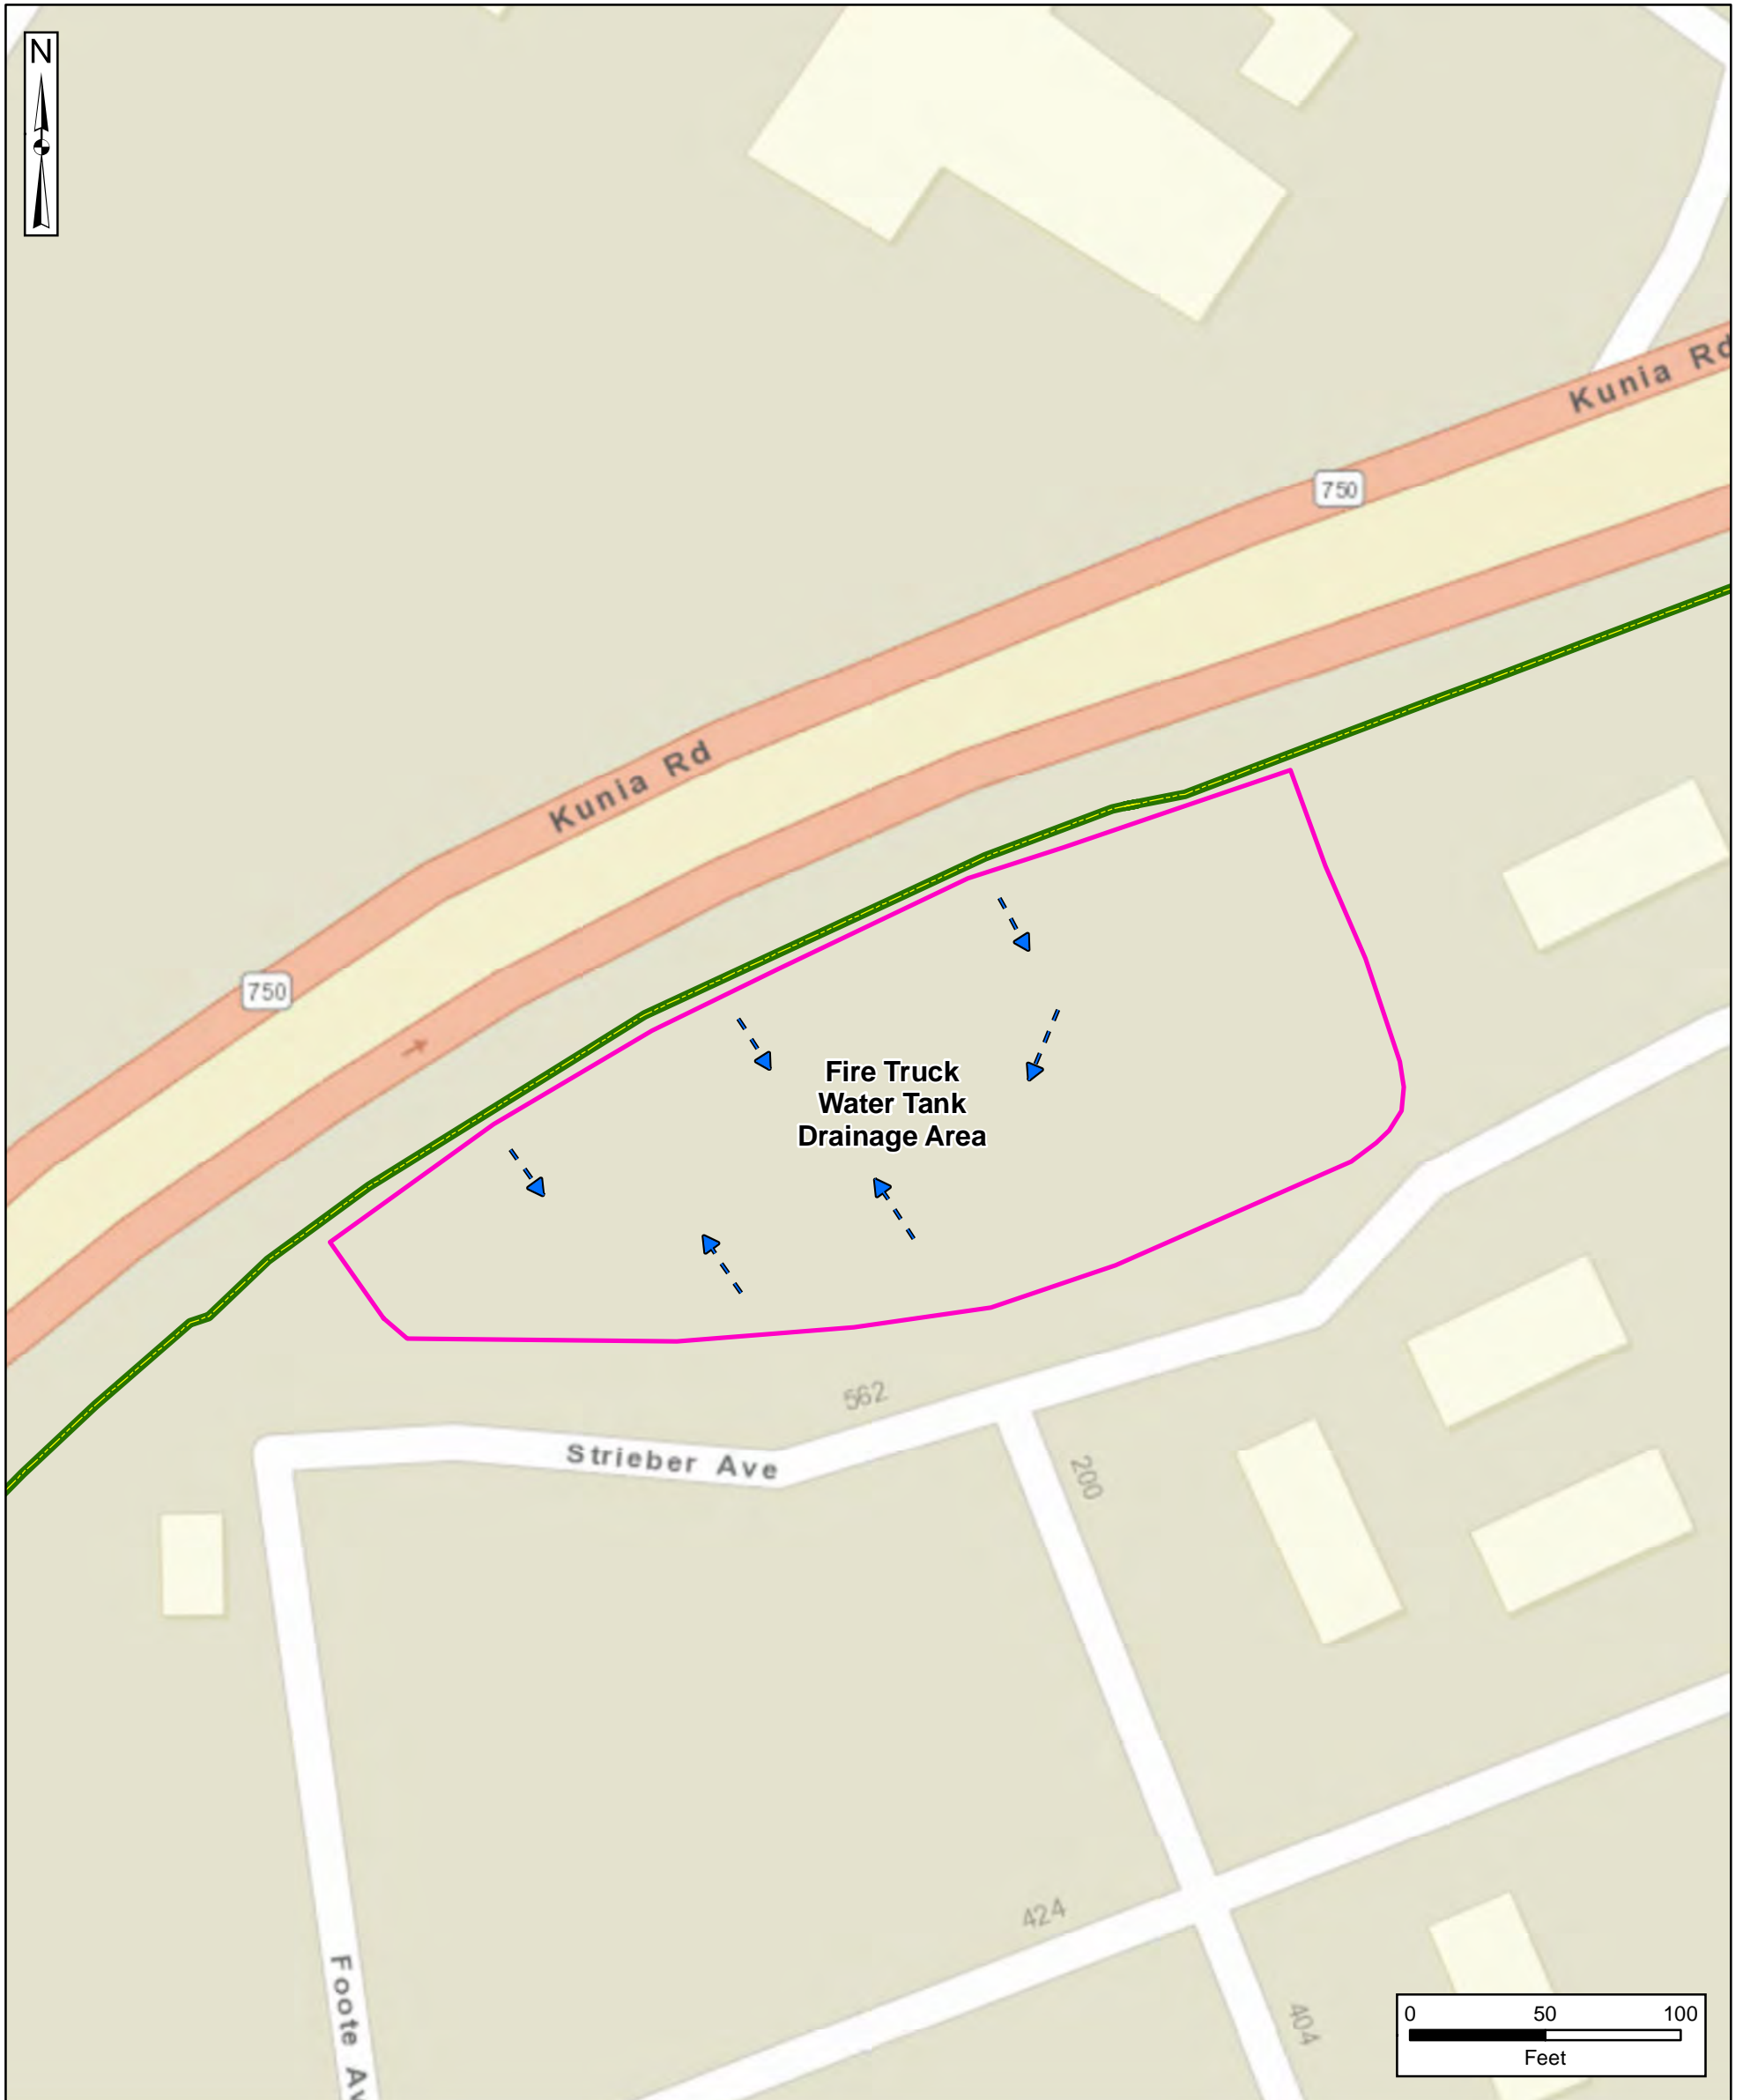 N
Kunia Rd
750
Kunia Rd
750
Fire Truck
Water Tank
Drainage Area
562
Strieber Ave
200
424
Foote Av
404
0 50 100
Feet